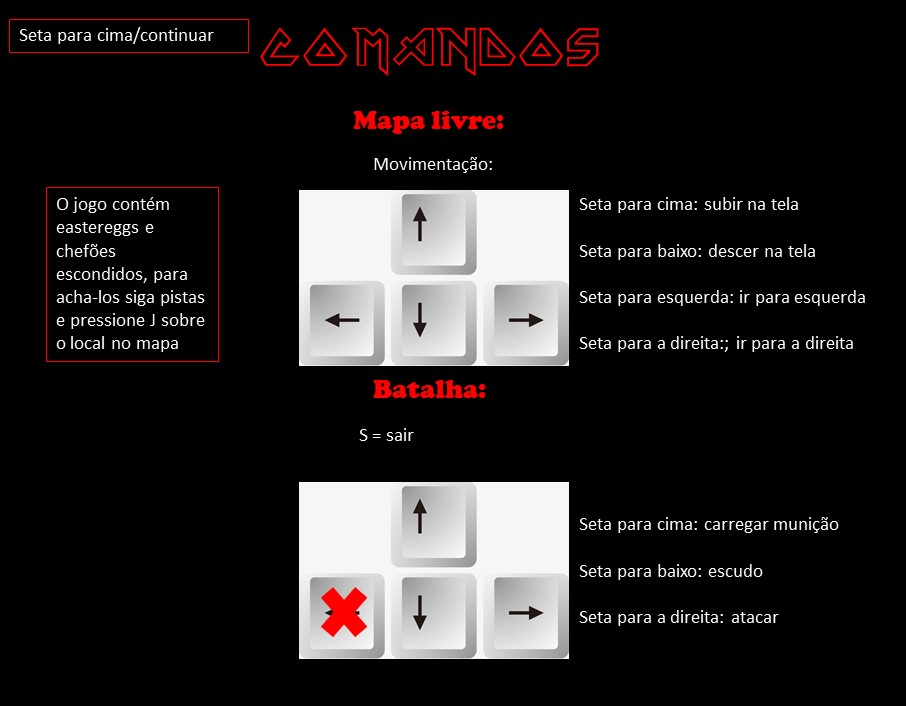 Seta para cima/continuar
COMANDOS
Mapa livre:
Movimentação:
O jogo contém
eastereggs e
chefões
escondidos, para
acha-los siga pistas
e pressione J sobre
o local no mapa
Seta para cima: subir na tela
Seta para baixo: descer na tela
Seta para esquerda: ir para esquerda
Seta para a direita:; ir para a direita
Batalha:
S = sair
Seta para cima: carregar munição
Seta para baixo: escudo
Seta para a direita: atacar